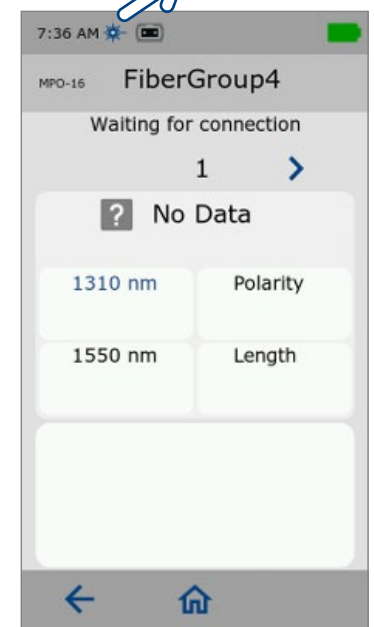 7:36 AM
MPO-16 FiberGroup4
Waiting for connection
1
? No Data
1310 nm Polarity
1550 nm Length